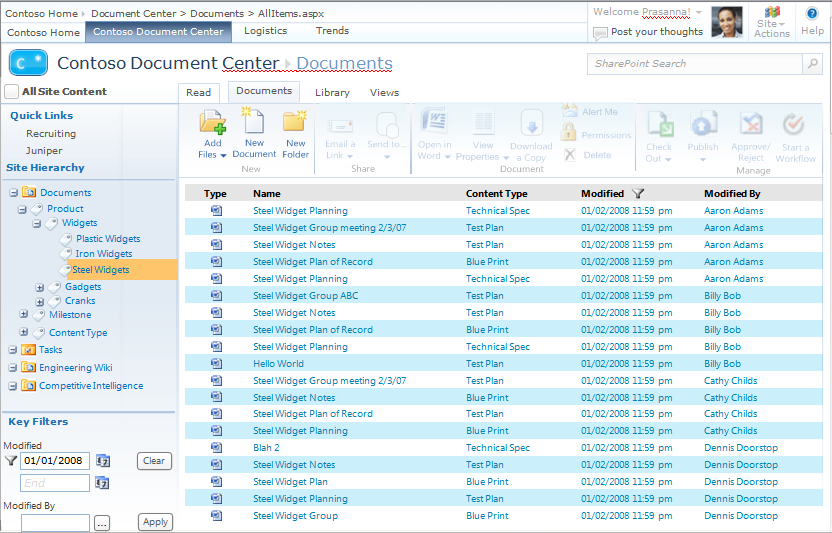 Contoso Home › Document Center > Documents > AllItems.aspx
Welcome Prasanna!
Contoso Home Contoso Document Center Logistics Trends
Post your thoughts
Site Actions
Help
C
Contoso Document Center › Documents
SharePoint Search
All Site Content
Read Documents Library Views
Quick Links
Recruiting
Juniper
Site Hierarchy
Documents
Product
Widgets
Plastic Widgets
Iron Widgets
Steel Widgets
Gadgets
Cranks
Milestone
Content Type
Tasks
Engineering Wiki
Competitive Intelligence
Key Filters
Modified
01/01/2008
Clear
End
Modified By
...
Apply
Add Files
New Document
New Folder
New
Email a Link
Send to...
Share
Open in Word
View Properties
Download a Copy
Alert Me
Permissions
Delete
Document
Check Out
Publish
Approve/ Reject
Start a Workflow
Manage
Type Name Content Type Modified Modified By
Steel Widget Planning Technical Spec 01/02/2008 11:59 pm Aaron Adams
Steel Widget Group meeting 2/3/07 Test Plan 01/02/2008 11:59 pm Aaron Adams
Steel Widget Notes Test Plan 01/02/2008 11:59 pm Aaron Adams
Steel Widget Plan of Record Blue Print 01/02/2008 11:59 pm Aaron Adams
Steel Widget Planning Technical Spec 01/02/2008 11:59 pm Aaron Adams
Steel Widget Group ABC Test Plan 01/02/2008 11:59 pm Billy Bob
Steel Widget Notes Test Plan 01/02/2008 11:59 pm Billy Bob
Steel Widget Plan of Record Blue Print 01/02/2008 11:59 pm Billy Bob
Steel Widget Planning Technical Spec 01/02/2008 11:59 pm Billy Bob
Hello World Test Plan 01/02/2008 11:59 pm Billy Bob
Steel Widget Group meeting 2/3/07 Test Plan 01/02/2008 11:59 pm Cathy Childs
Steel Widget Notes Blue Print 01/02/2008 11:59 pm Cathy Childs
Steel Widget Plan of Record Test Plan 01/02/2008 11:59 pm Cathy Childs
Steel Widget Planning Blue Print 01/02/2008 11:59 pm Cathy Childs
Blah 2 Technical Spec 01/02/2008 11:59 pm Dennis Doorstop
Steel Widget Notes Test Plan 01/02/2008 11:59 pm Dennis Doorstop
Steel Widget Plan Blue Print 01/02/2008 11:59 pm Dennis Doorstop
Steel Widget Planning Test Plan 01/02/2008 11:59 pm Dennis Doorstop
Steel Widget Group Blue Print 01/02/2008 11:59 pm Dennis Doorstop